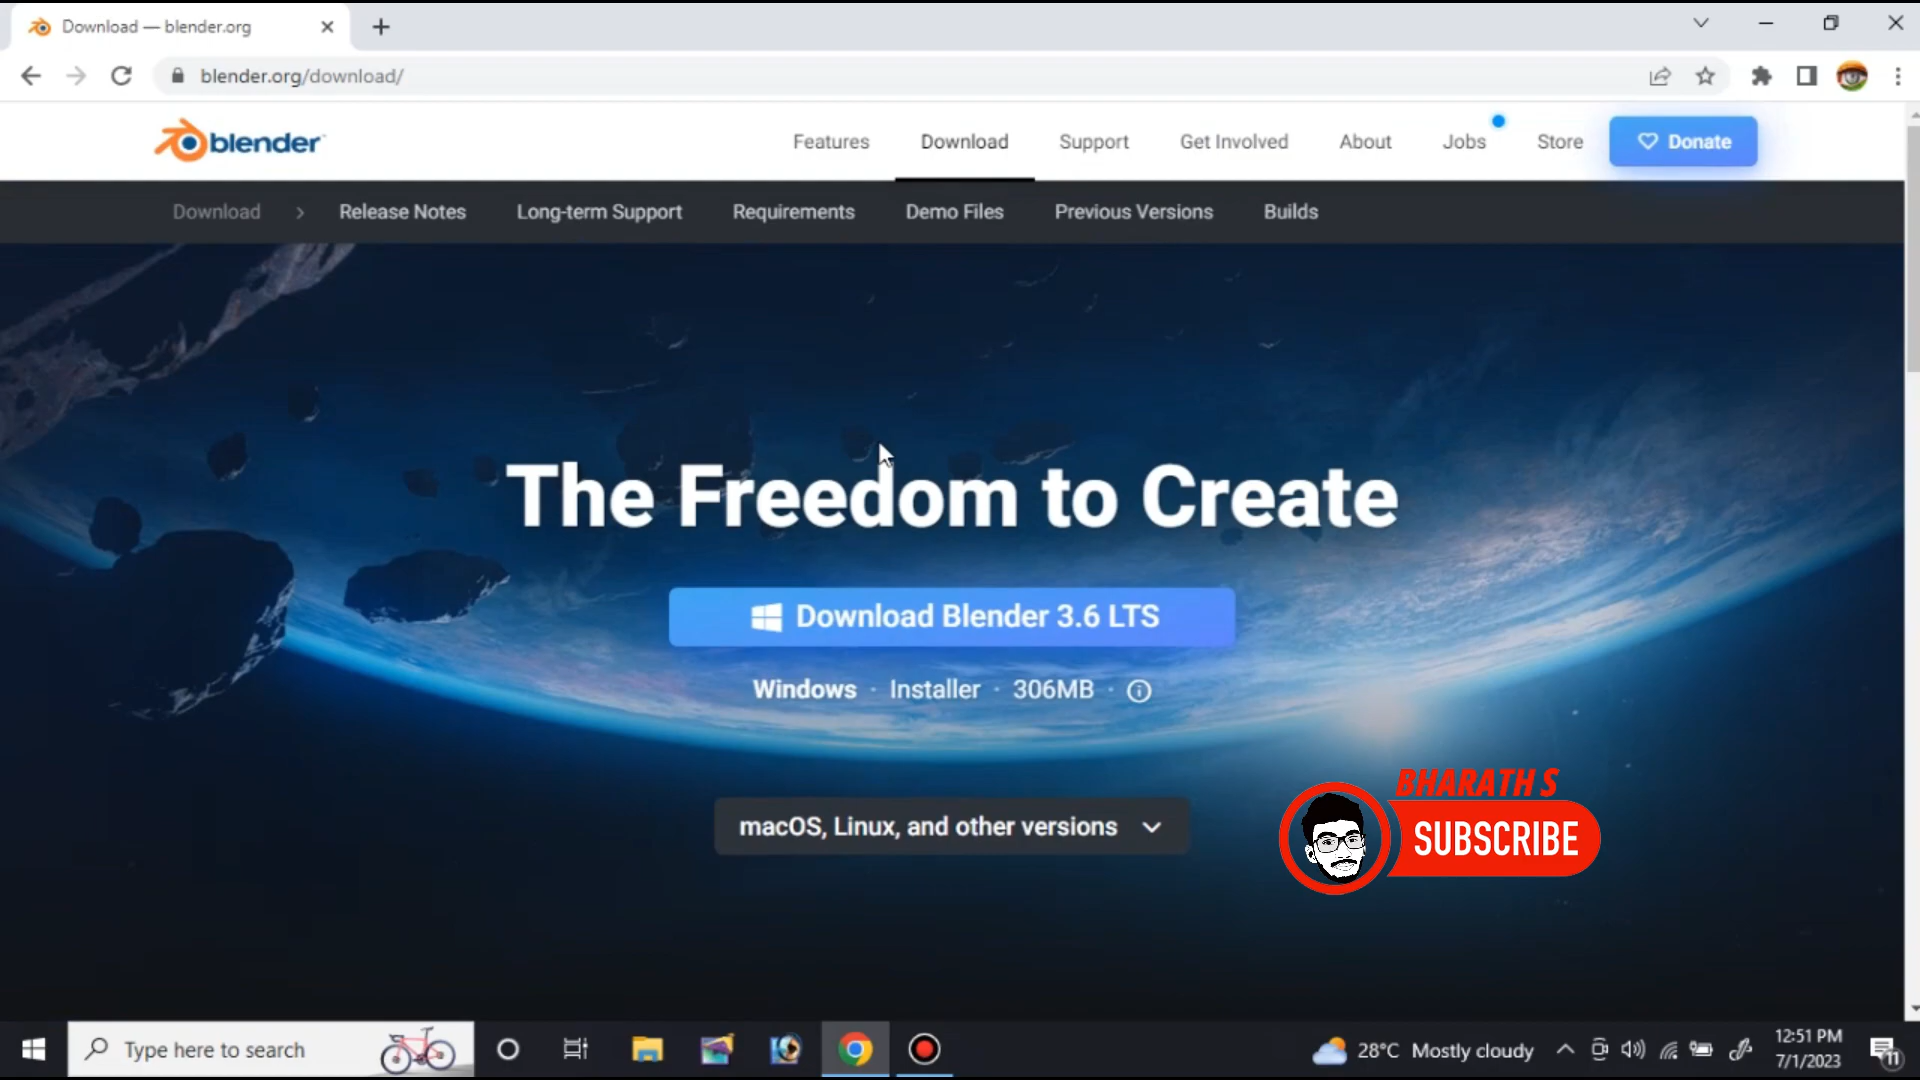 Download — blender.org
blender.org/download/
blender
Features Download Support Get Involved About Jobs Store Donate
Download > Release Notes Long-term Support Requirements Demo Files Previous Versions Builds
The Freedom to Create
Download Blender 3.6 LTS
Windows · Installer · 306MB ·
macOS, Linux, and other versions
BHARATH S
SUBSCRIBE
Type here to search
28°C Mostly cloudy
12:51 PM
7/1/2023
11